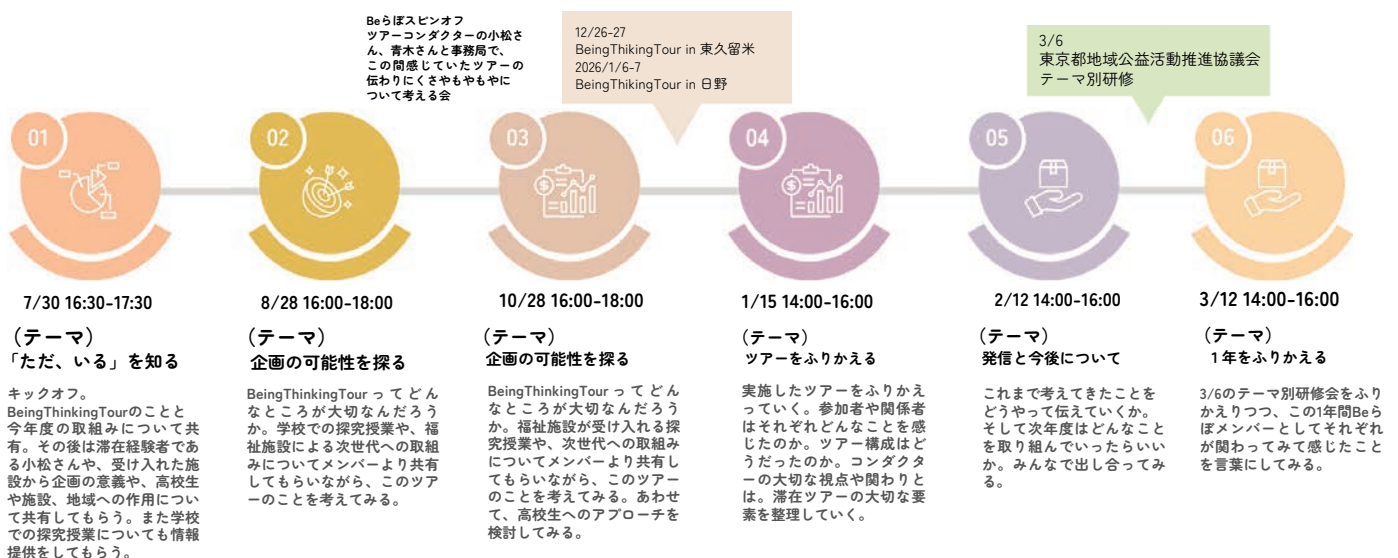 Beらぼスピンオフ
ツアーコンダクターの小松さ
ん、青木さんと事務局で、
この間感じていたツアーの
伝わりにくさやもやもやに
ついて考える会
12/26-27
BeingThikingTour in 東久留米
2026/1/6-7
BeingThikingTour in 日野
3/6
東京都地域公益活動推進協議会
テーマ別研修
01
02
03
04
05
06
7/30 16:30-17:30
（テーマ）
「ただ、いる」を知る
キックオフ。
BeingThinkingTourのことと
今年度の取組みについて共
有。その後は滞在経験者であ
る小松さんや、受け入れた施
設から企画の意義や、高校生
や施設、地域への作用につい
て共有してもらう。また学校
での探究授業についても情報
提供をしてもらう。
8/28 16:00-18:00
（テーマ）
企画の可能性を探る
BeingThinkingTourってどん
なところが大切なんだろう
か。学校での探究授業や、福
祉施設による次世代への取組
みについてメンバーより共有
してもらいながら、このツア
ーのことを考えてみる。
10/28 16:00-18:00
（テーマ）
企画の可能性を探る
BeingThinkingTourってどん
なところが大切なんだろう
か。福祉施設が受け入れる探
究授業や、次世代への取組み
についてメンバーより共有し
てもらいながら、このツアー
のことを考えてみる。あわせ
て、高校生へのアプローチを
検討してみる。
1/15 14:00-16:00
（テーマ）
ツアーをふりかえる
実施したツアーをふりかえ
っていく。参加者や関係者
はそれぞれどんなことを感
じたのか。ツアー構成はど
うだったのか。コンダクタ
ーの大切な視点や関わりと
は。滞在ツアーの大切な要
素を整理していく。
2/12 14:00-16:00
（テーマ）
発信と今後について
これまで考えてきたことを
どうやって伝えていくか。
そして次年度はどんなこと
を取り組んでいったらいい
か。みんなで出し合ってみ
る。
3/12 14:00-16:00
（テーマ）
１年をふりかえる
3/6のテーマ別研修会をふり
かえりつつ、この1年間Beら
ぼメンバーとしてそれぞれ
が関わってみて感じたこと
を言葉にしてみる。